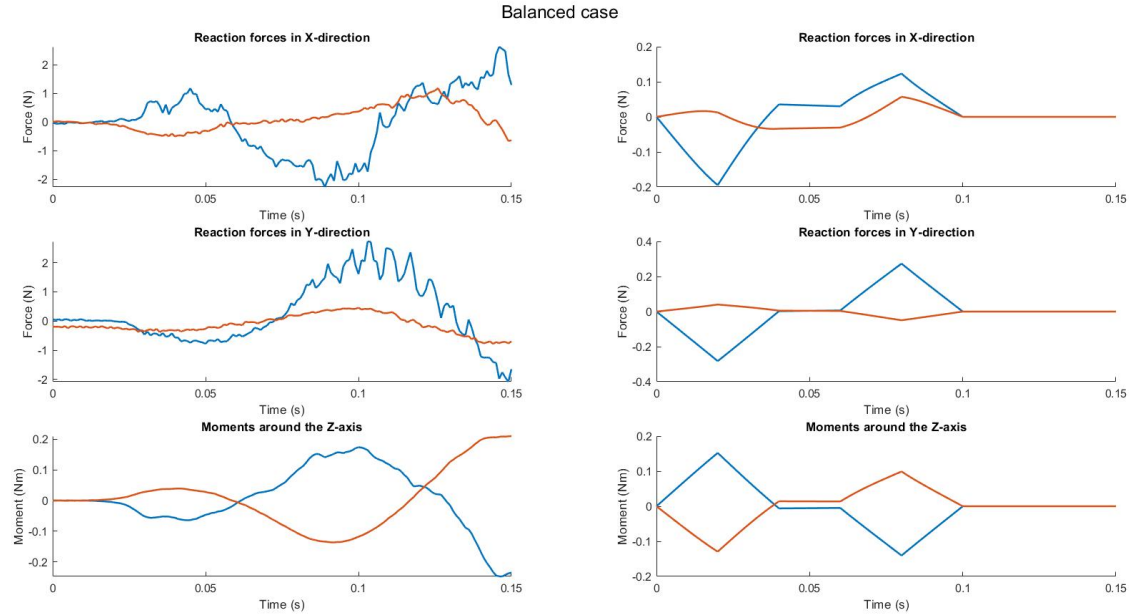 Balanced case
Reaction forces in X-direction
Force (N)
2
1
0
-1
-2
0
0.05
0.1
0.15
Time (s)
Reaction forces in X-direction
Force (N)
0.2
0.1
0
-0.1
-0.2
0
0.05
0.1
0.15
Time (s)
Reaction forces in Y-direction
Force (N)
2
1
0
-1
-2
0
0.05
0.1
0.15
Time (s)
Reaction forces in Y-direction
Force (N)
0.4
0.2
0
-0.2
-0.4
0
0.05
0.1
0.15
Time (s)
Moments around the Z-axis
Moment (Nm)
0.2
0.1
0
-0.1
-0.2
0
0.05
0.1
0.15
Time (s)
Moments around the Z-axis
Moment (Nm)
0.2
0.1
0
-0.1
-0.2
0
0.05
0.1
0.15
Time (s)